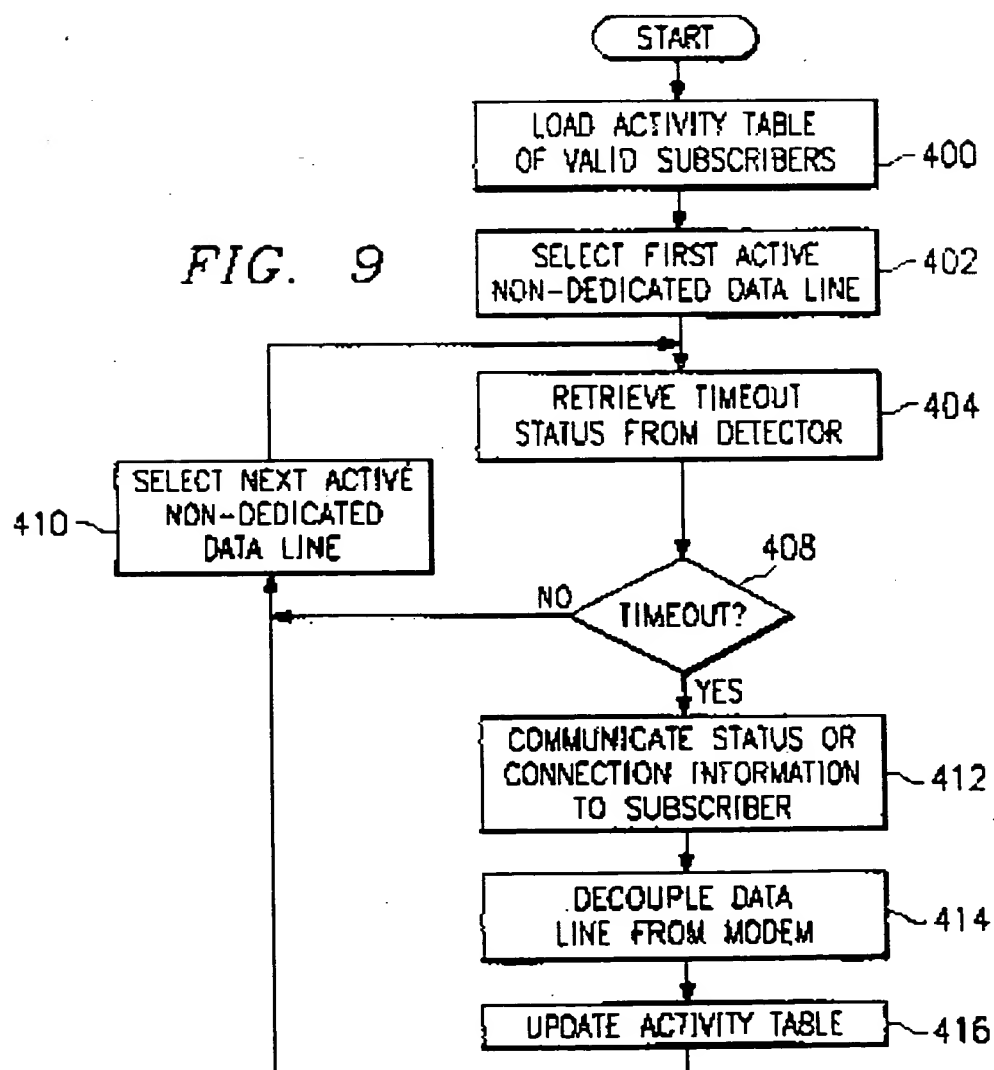 START
LOAD ACTIVITY TABLE
OF VALID SUBSCRIBERS
400
FIG. 9
SELECT FIRST ACTIVE
NON-DEDICATED DATA LINE
402
RETRIEVE TIMEOUT
STATUS FROM DETECTOR
404
SELECT NEXT ACTIVE
NON-DEDICATED
DATA LINE
410
408
NO
TIMEOUT?
YES
COMMUNICATE STATUS OR
CONNECTION INFORMATION
TO SUBSCRIBER
412
DECOUPLE DATA
LINE FROM MODEM
414
UPDATE ACTIVITY TABLE
416